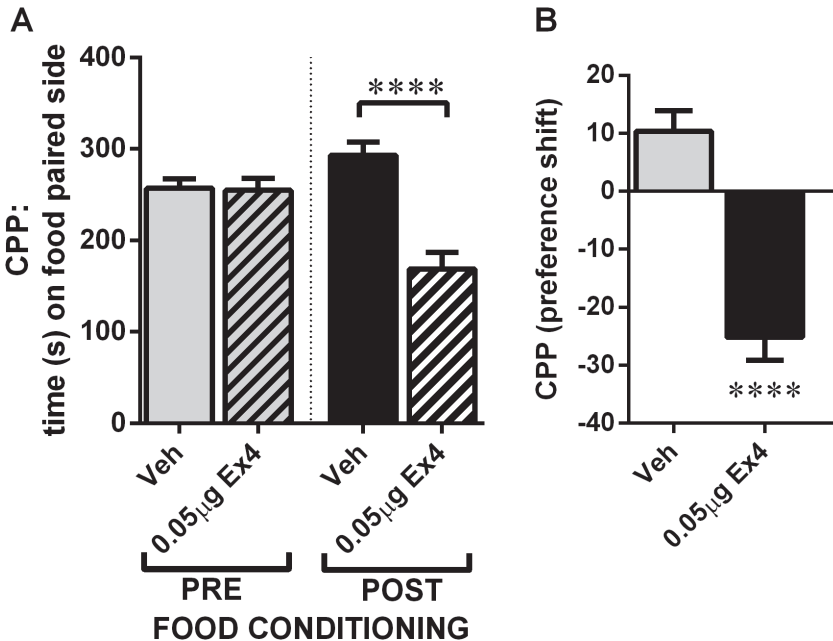 A
CPP:
time (s) on food paired side
400
300
200
100
0
****
Veh
0.05μg Ex4
Veh
0.05μg Ex4
PRE
POST
FOOD CONDITIONING
B
CPP (preference shift)
20
10
0
-10
-20
-30
-40
****
Veh
0.05μg Ex4